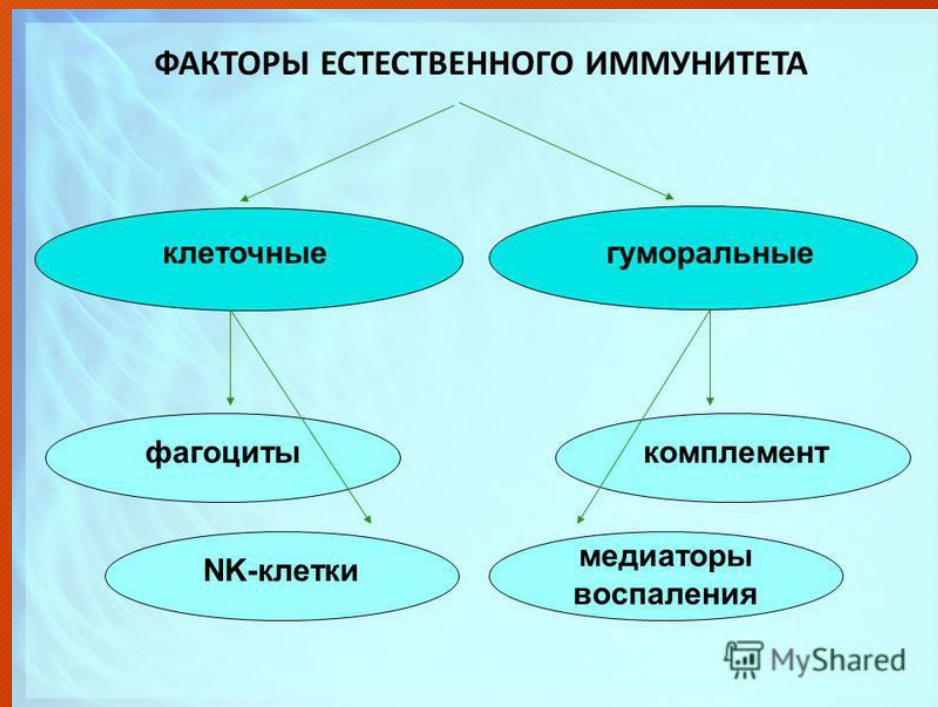 ФАКТОРЫ ЕСТЕСТВЕННОГО ИММУНИТЕТА
клеточные
гуморальные
фагоциты
комплемент
NK-клетки
медиаторы
воспаления
MyShared